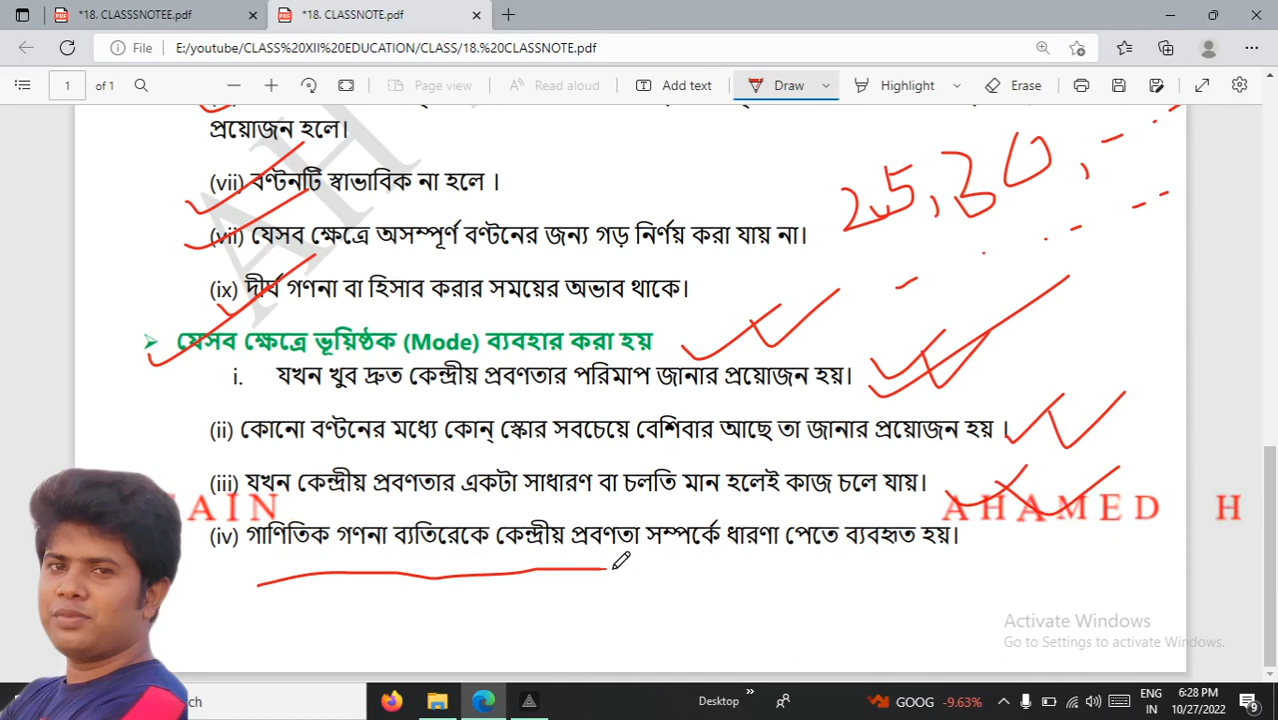 *18. CLASSSNOTEE.pdf
*18. CLASSNOTE.pdf
File E:/youtube/CLASS%20XII%20EDUCATION/CLASS/18.%20CLASSNOTE.pdf
1 of 1 Page view Read aloud Add text Draw Highlight Erase
প্রয়োজন হলে।
(vii) বণ্টনটি স্বাভাবিক না হলে ।
25, 30, - - -
(vii) যেসব ক্ষেত্রে অসম্পূর্ণ বণ্টনের জন্য গড় নির্ণয় করা যায় না।
(ix) দীর্ঘ গণনা বা হিসাব করার সময়ের অভাব থাকে।
➢ যেসব ক্ষেত্রে ভূয়িষ্ঠক (Mode) ব্যবহার করা হয়
i. যখন খুব দ্রুত কেন্দ্রীয় প্রবণতার পরিমাপ জানার প্রয়োজন হয়।
(ii) কোনো বণ্টনের মধ্যে কোন্ স্কোর সবচেয়ে বেশিবার আছে তা জানার প্রয়োজন হয় ।
(iii) যখন কেন্দ্রীয় প্রবণতার একটা সাধারণ বা চলতি মান হলেই কাজ চলে যায়।
AIN AHAMED H
(iv) গাণিতিক গণনা ব্যতিরেকে কেন্দ্রীয় প্রবণতা সম্পর্কে ধারণা পেতে ব্যবহৃত হয়।
Activate Windows
Go to Settings to activate Windows.
rch Desktop GOOG -9.63% ENG 6:28 PM
IN 10/27/2022 9